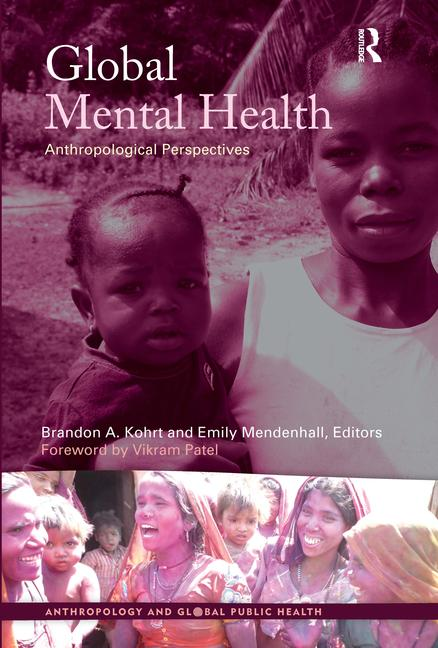 ROUTLEDGE
Global
Mental Health
Anthropological Perspectives
Brandon A. Kohrt and Emily Mendenhall, Editors
Foreword by Vikram Patel
ANTHROPOLOGY AND GLOBAL PUBLIC HEALTH